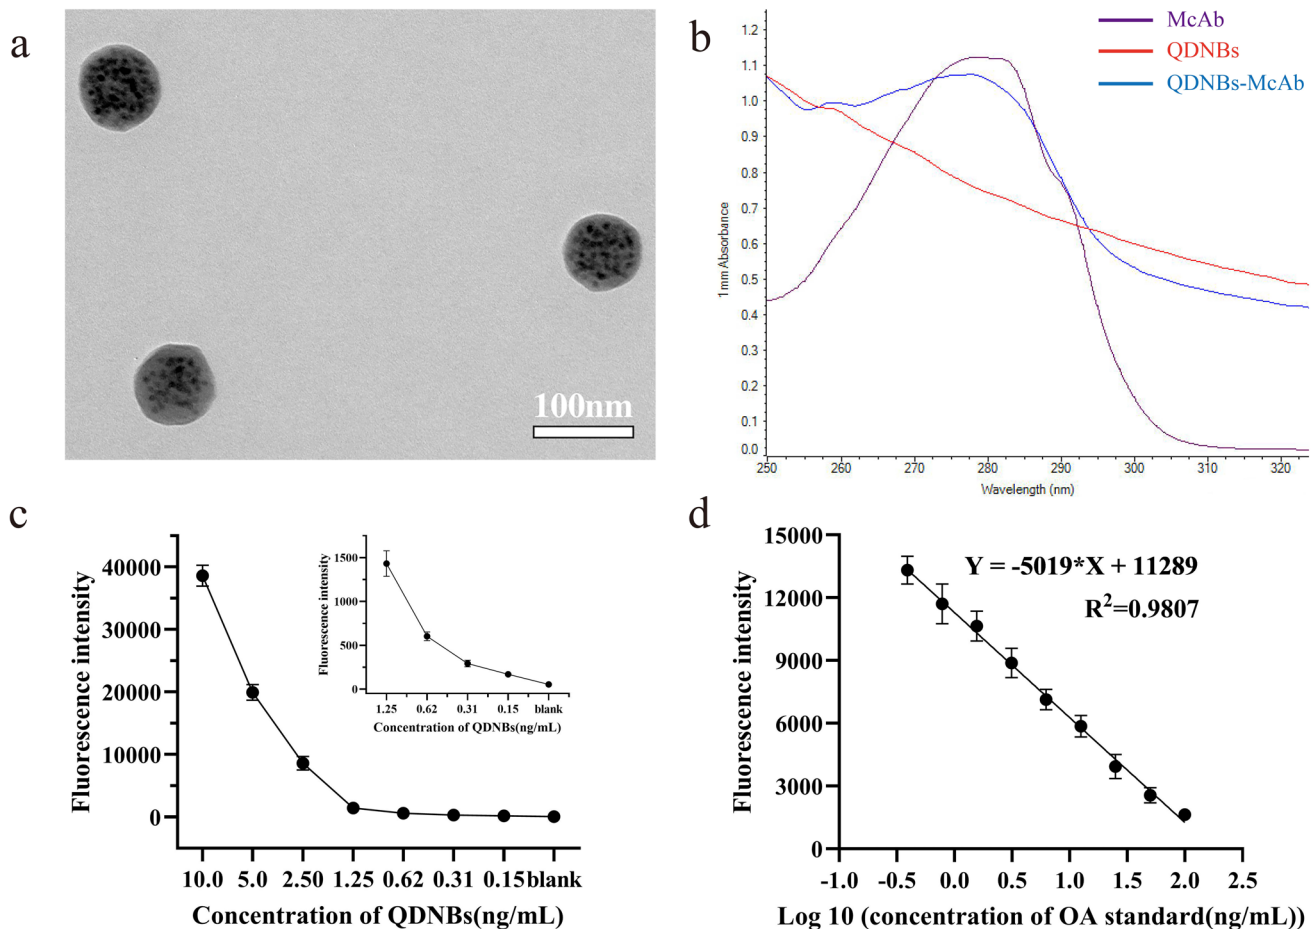 a
100nm
b
McAb
QDNBs
QDNBs-McAb
1.2
1.1
1.0
0.9
0.8
0.7
0.6
0.5
0.4
0.3
0.2
0.1
0.0
1mm Absorbance
250 260 270 280 290 300 310 320
Wavelength (nm)
c
40000
30000
20000
10000
0
Fluorescence intensity
10.0 5.0 2.50 1.25 0.62 0.31 0.15 blank
Concentration of QDNBs(ng/mL)
1500
1000
500
0
Fluorescence intensity
1.25 0.62 0.31 0.15 blank
Concentration of QDNBs(ng/mL)
d
15000
12000
9000
6000
3000
0
Fluorescence intensity
Y = -5019*X + 11289
R²=0.9807
-1.0 -0.5 0.0 0.5 1.0 1.5 2.0 2.5
Log 10 (concentration of OA standard(ng/mL))